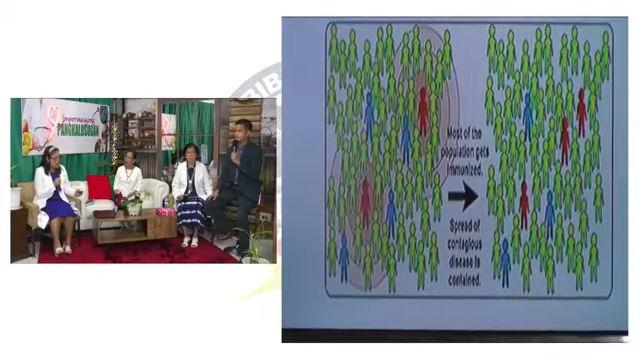 PANGKALUSUGAN
Most of the
population gets
immunized.
Spread of
contagious
disease is
contained.